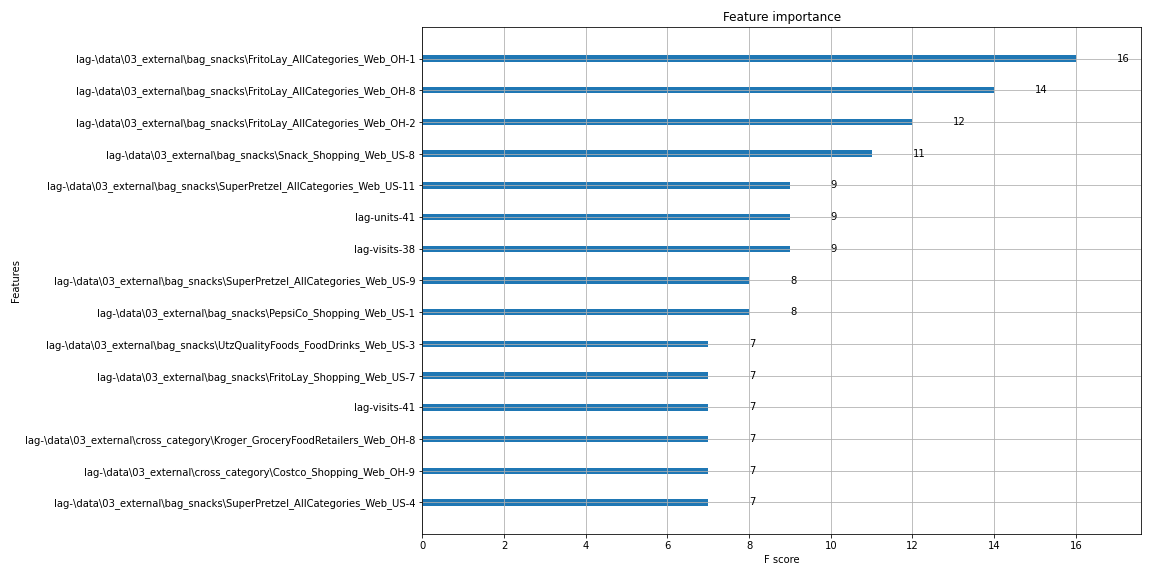 Feature importance
lag-\data\03_external\bag_snacks\FritoLay_AllCategories_Web_OH-1 16
lag-\data\03_external\bag_snacks\FritoLay_AllCategories_Web_OH-8 14
lag-\data\03_external\bag_snacks\FritoLay_AllCategories_Web_OH-2 12
lag-\data\03_external\bag_snacks\Snack_Shopping_Web_US-8 11
lag-\data\03_external\bag_snacks\SuperPretzel_AllCategories_Web_US-11 9
lag-units-41 9
lag-visits-38 9
lag-\data\03_external\bag_snacks\SuperPretzel_AllCategories_Web_US-9 8
lag-\data\03_external\bag_snacks\PepsiCo_Shopping_Web_US-1 8
lag-\data\03_external\bag_snacks\UtzQualityFoods_FoodDrinks_Web_US-3 7
lag-\data\03_external\bag_snacks\FritoLay_Shopping_Web_US-7 7
lag-visits-41 7
lag-\data\03_external\cross_category\Kroger_GroceryFoodRetailers_Web_OH-8 7
lag-\data\03_external\cross_category\Costco_Shopping_Web_OH-9 7
lag-\data\03_external\bag_snacks\SuperPretzel_AllCategories_Web_US-4 7
Features
0 2 4 6 8 10 12 14 16
F score